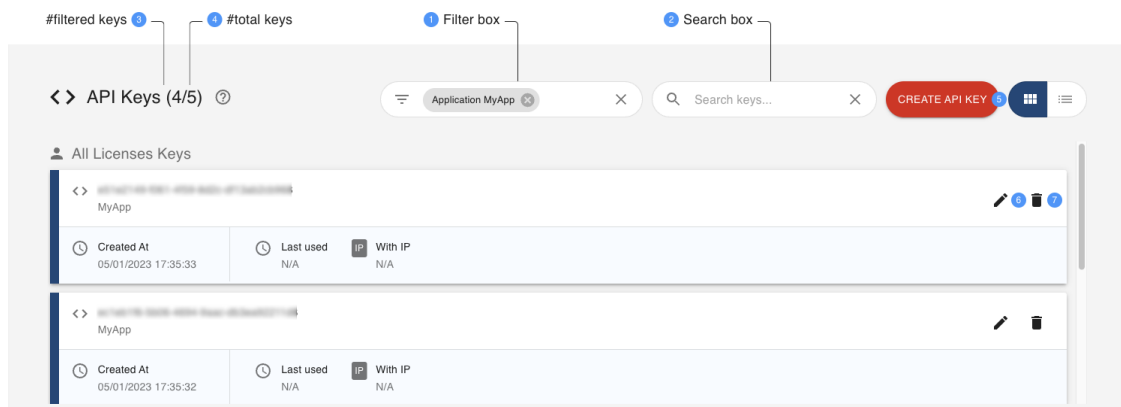 #filtered keys 3
4 #total keys
1 Filter box
2 Search box
API Keys (4/5) ?
Application MyApp
Search keys...
CREATE API KEY 5
All Licenses Keys
MyApp
6
7
Created At
05/01/2023 17:35:33
Last used
N/A
IP
With IP
N/A
MyApp
Created At
05/01/2023 17:35:32
Last used
N/A
IP
With IP
N/A